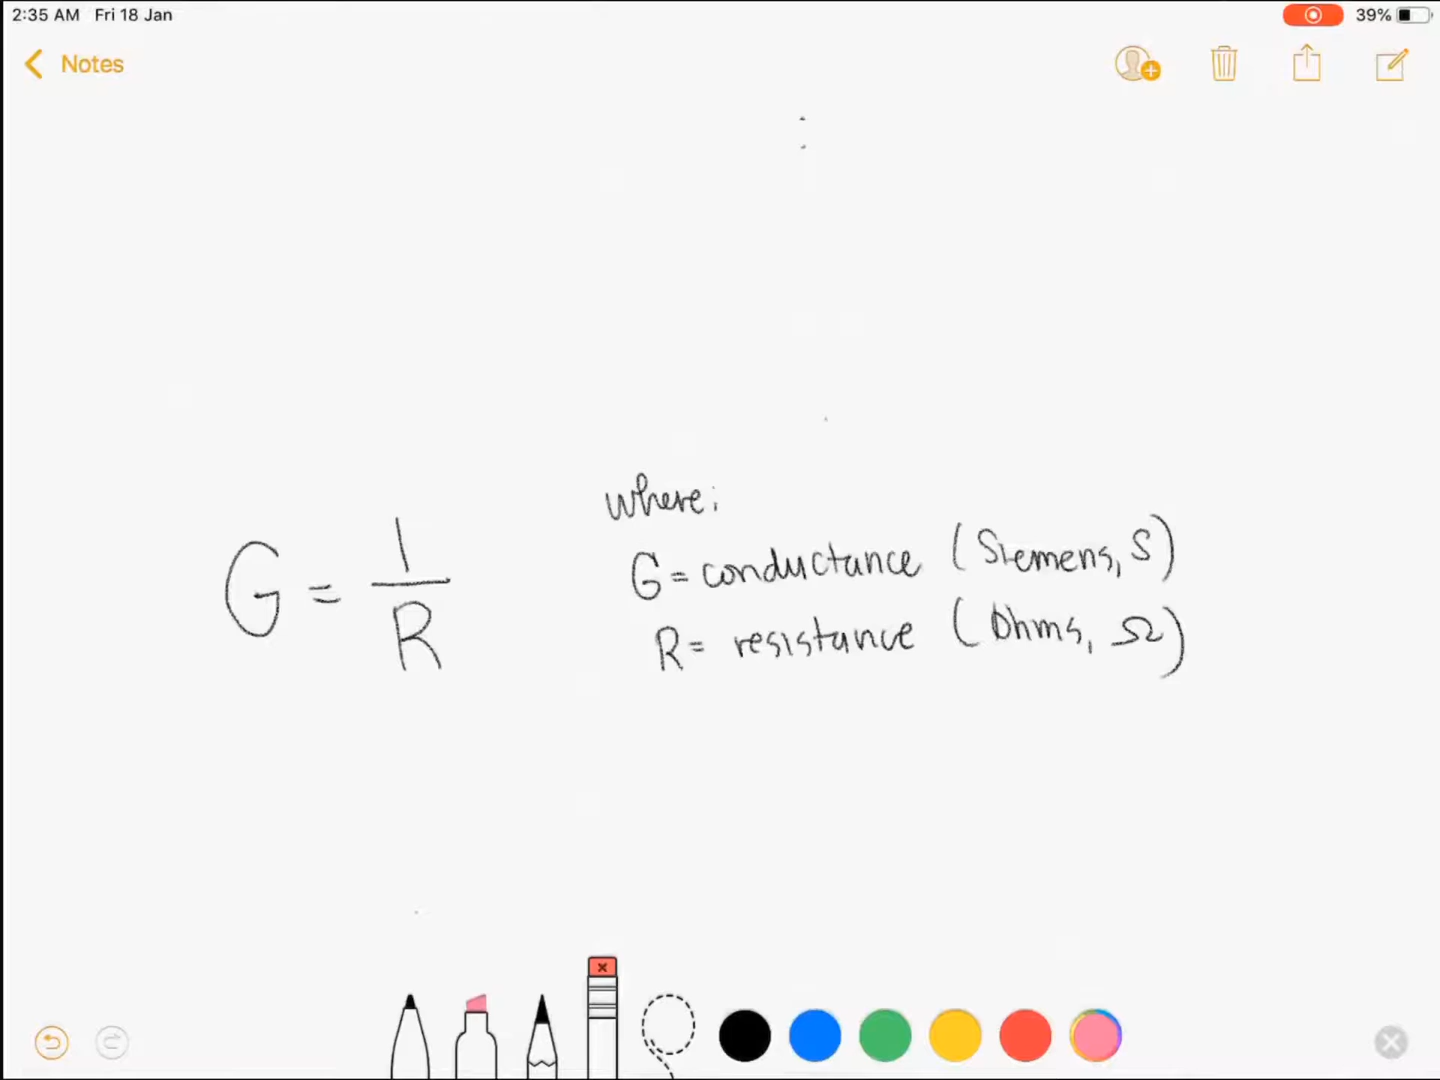 2:35 AM Fri 18 Jan 39%
Notes
where;
G = 1/R
G = conductance (Siemens, S)
R = resistance (Ohms, Ω)